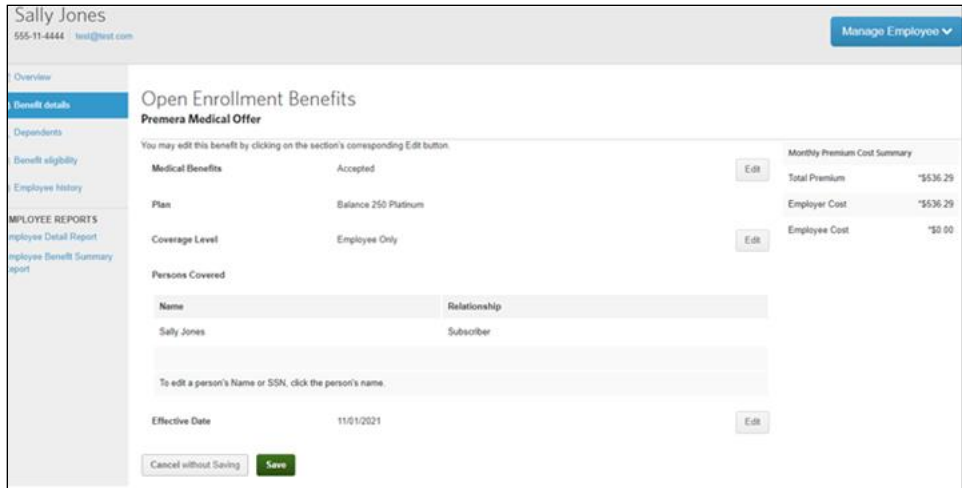 Sally Jones
555-11-4444 test@test.com
Manage Employee
Overview
Benefit details
Dependents
Benefit eligibility
Employee history
MPLOYEE REPORTS
mployee Detail Report
mployee Benefit Summary
eport
Open Enrollment Benefits
Premera Medical Offer
You may edit this benefit by clicking on the section's corresponding Edit button.
Medical Benefits Accepted Edit
Plan Balance 250 Platinum
Coverage Level Employee Only Edit
Persons Covered
Name Relationship
Sally Jones Subscriber
To edit a person's Name or SSN, click the person's name.
Effective Date 11/01/2021 Edit
Cancel without Saving Save
Monthly Premium Cost Summary
Total Premium *$536.29
Employer Cost *$536.29
Employee Cost *$0.00